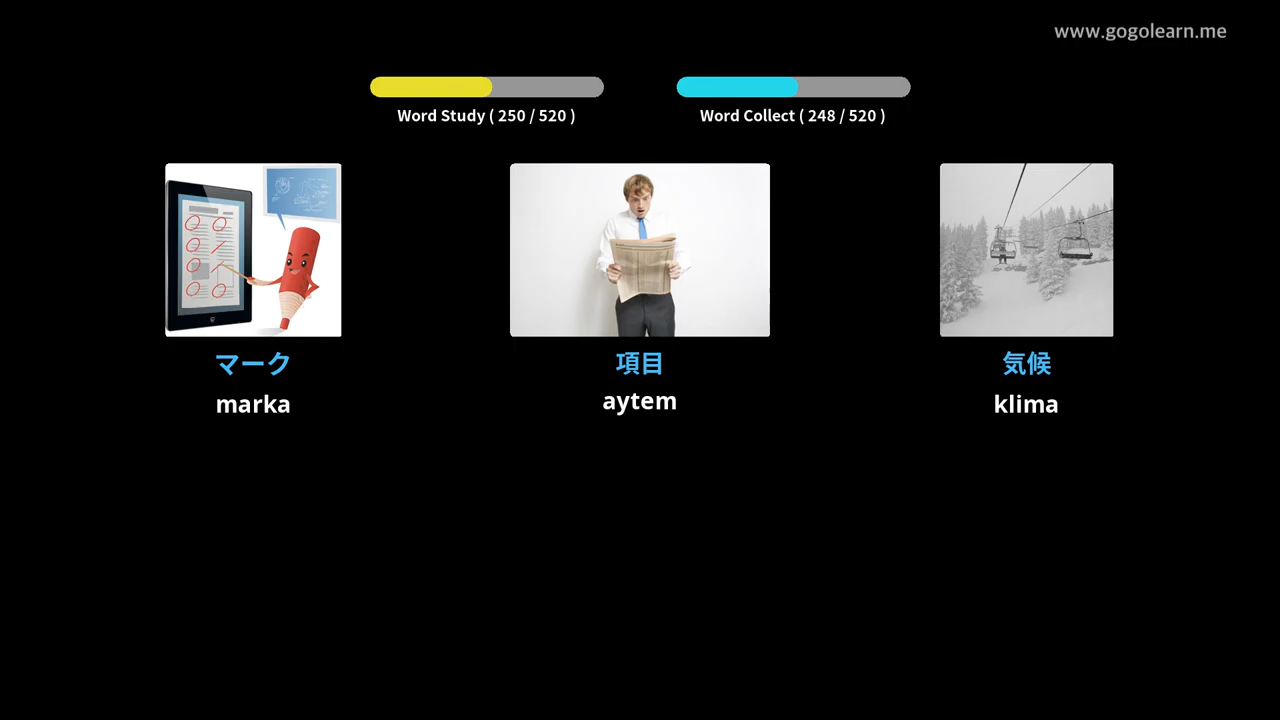 www.gogolearn.me
Word Study ( 250 / 520 )
Word Collect ( 248 / 520 )
マーク
項目
気候
marka
aytem
klima